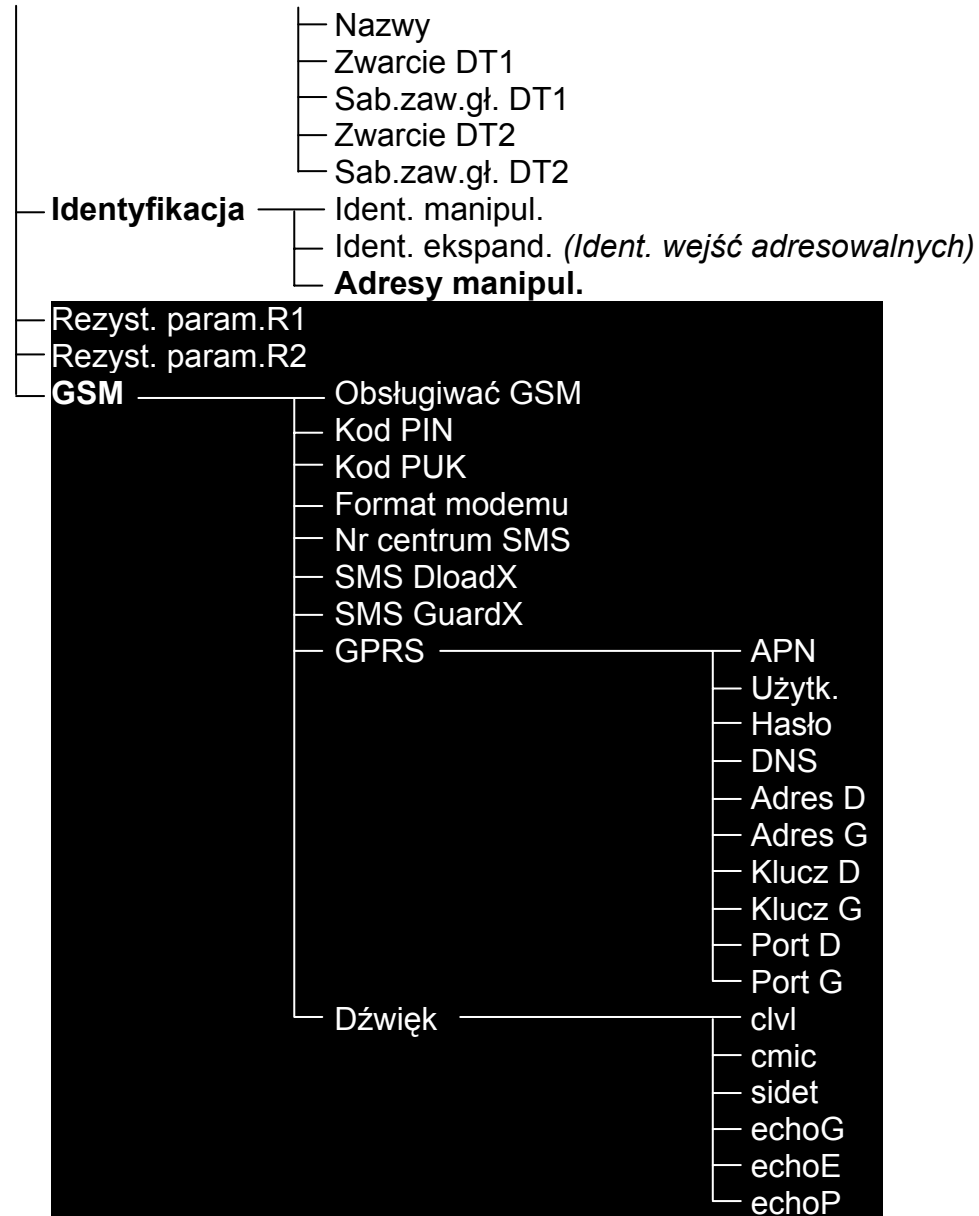 Nazwy
Zwarcie DT1
Sab.zaw.gł. DT1
Zwarcie DT2
Sab.zaw.gł. DT2
Identyfikacja Ident. manipul.
Ident. ekspand. (Ident. wejść adresowalnych)
Adresy manipul.
Rezyst. param.R1
Rezyst. param.R2
GSM Obsługiwać GSM
Kod PIN
Kod PUK
Format modemu
Nr centrum SMS
SMS DloadX
SMS GuardX
GPRS APN
Użytk.
Hasło
DNS
Adres D
Adres G
Klucz D
Klucz G
Port D
Port G
Dźwięk clvl
cmic
sidet
echoG
echoE
echoP